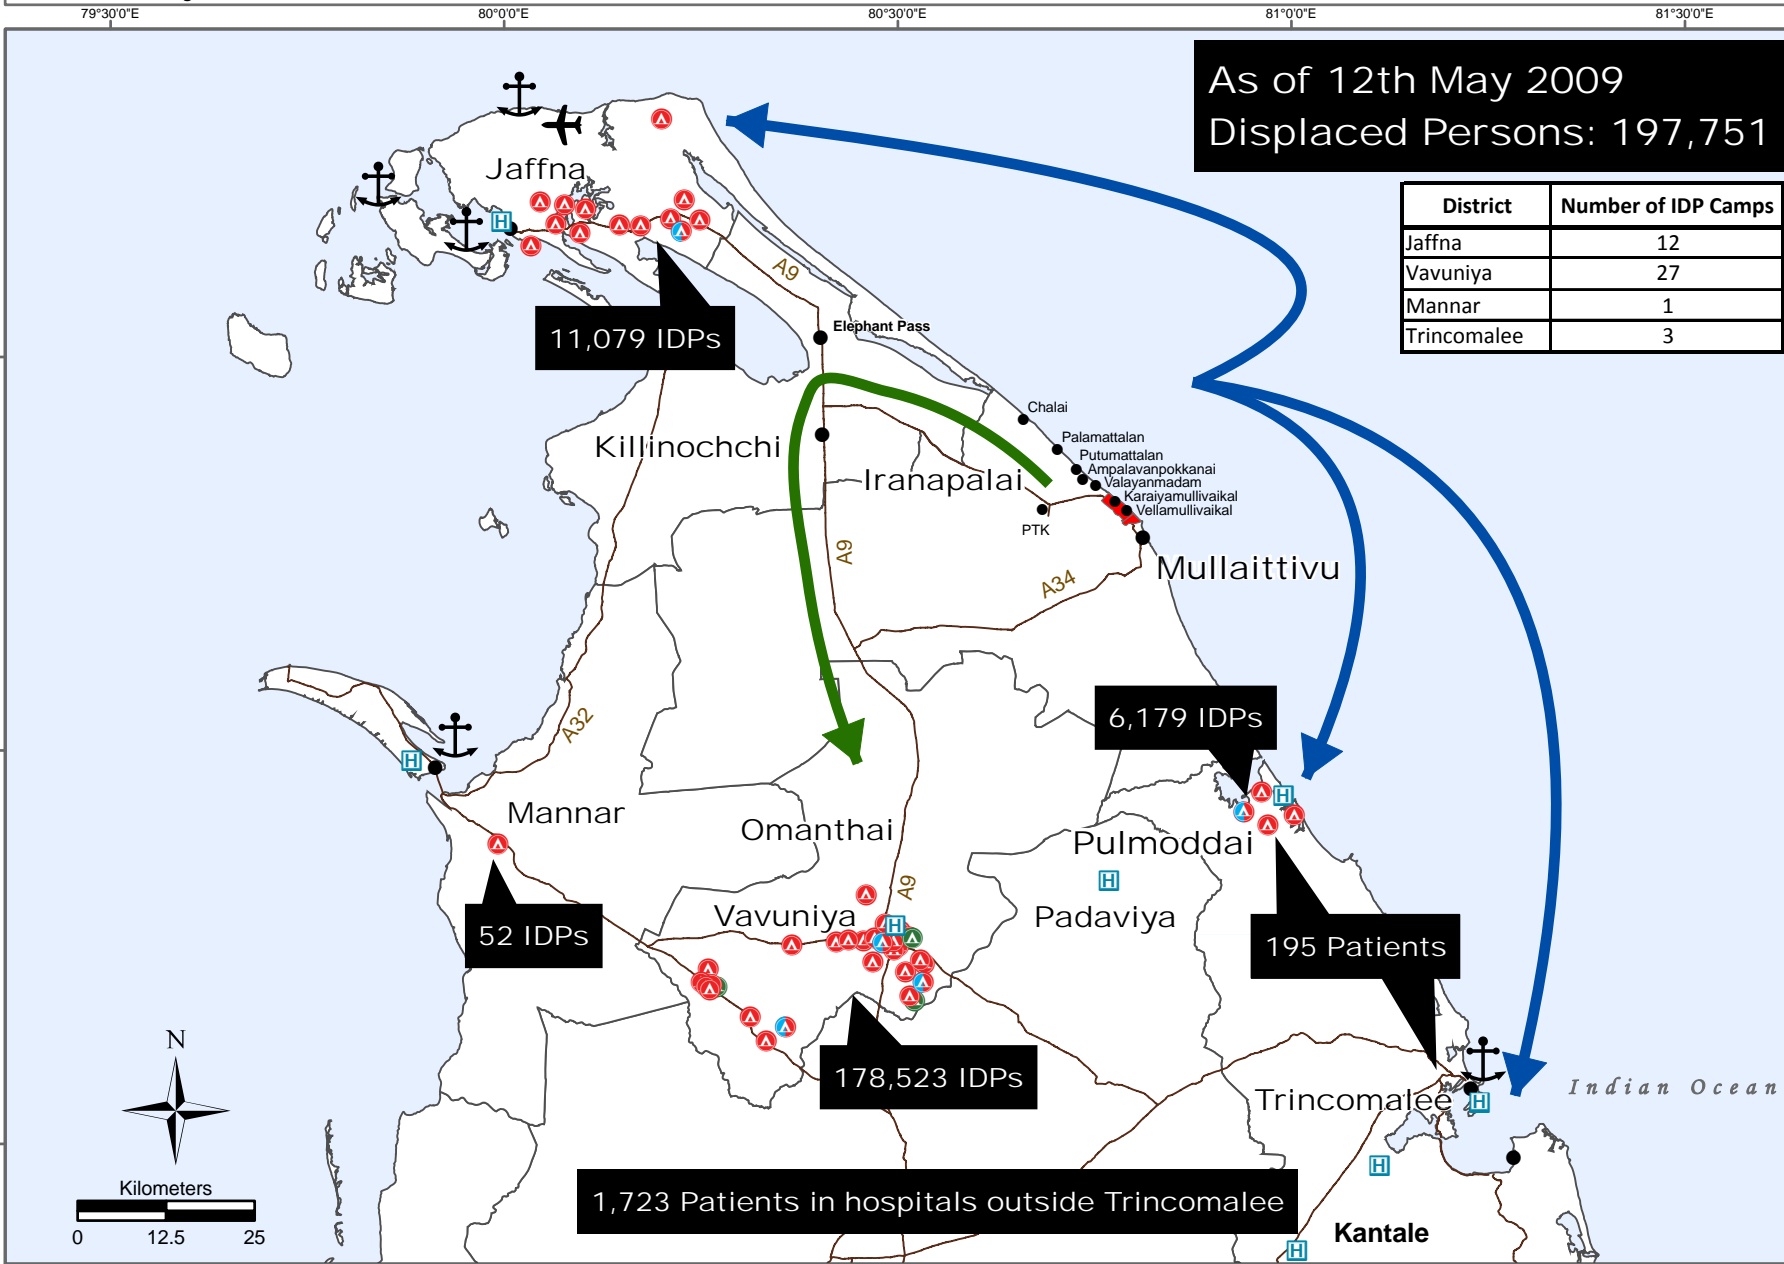 79°30'0"E
80°0'0"E
80°30'0"E
81°0'0"E
81°30'0"E
As of 12th May 2009
Displaced Persons: 197,751
District Number of IDP Camps
Jaffna 12
Vavuniya 27
Mannar 1
Trincomalee 3
Jaffna
H
A9
11,079 IDPs
Elephant Pass
Chalai
Palamattalan
Putumattalan
Ampalavanpokkanai
Valayanmadam
Karaiyamullivaikal
Vellamullivaikal
Killinochchi
Iranapalai
PTK
A9
Mullaittivu
A34
A32
6,179 IDPs
H
H
Mannar
Omanthai
Pulmoddai
H
A9
Vavuniya
H
Padaviya
52 IDPs
195 Patients
178,523 IDPs
N
Trincomalee
H
Indian Ocean
H
Kilometers
0 12.5 25
1,723 Patients in hospitals outside Trincomalee
Kantale
H